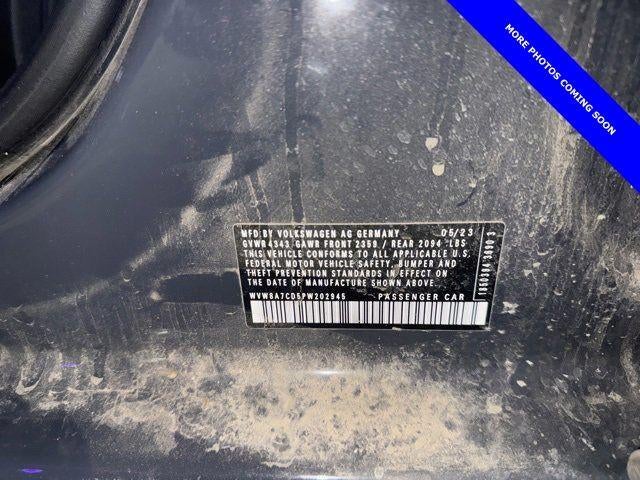 MORE PHOTOS COMING SOON
MFD.BY VOLKSWAGEN AG GERMANY 05/23
GVWR 4343 GAWR FRONT 2359 / REAR 2094 LBS
THIS VEHICLE CONFORMS TO ALL APPLICABLE U.S.
FEDERAL MOTOR VEHICLE SAFETY, BUMPER AND
THEFT PREVENTION STANDARDS IN EFFECT ON
THE DATE OF MANUFACTURE SHOWN ABOVE.
WVW8A7CD5PW202945 PASSENGER CAR